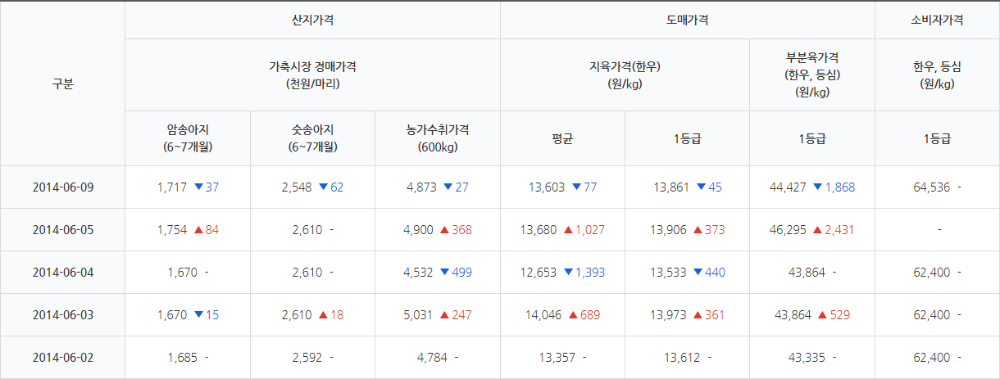 구분 산지가격 도매가격 소비자가격
가축시장 경매가격
(천원/마리)
지육가격(한우)
(원/kg)
부분육가격
(한우, 등심)
(원/kg)
한우, 등심
(원/kg)
암송아지
(6~7개월)
숫송아지
(6~7개월)
농가수취가격
(600kg)
평균
1등급
1등급
1등급
2014-06-09 1,717 ▼37 2,548 ▼62 4,873 ▼27 13,603 ▼77 13,861 ▼45 44,427 ▼1,868 64,536 -
2014-06-05 1,754 ▲84 2,610 - 4,900 ▲368 13,680 ▲1,027 13,906 ▲373 46,295 ▲2,431 -
2014-06-04 1,670 - 2,610 - 4,532 ▼499 12,653 ▼1,393 13,533 ▼440 43,864 - 62,400 -
2014-06-03 1,670 ▼15 2,610 ▲18 5,031 ▲247 14,046 ▲689 13,973 ▲361 43,864 ▲529 62,400 -
2014-06-02 1,685 - 2,592 - 4,784 - 13,357 - 13,612 - 43,335 - 62,400 -